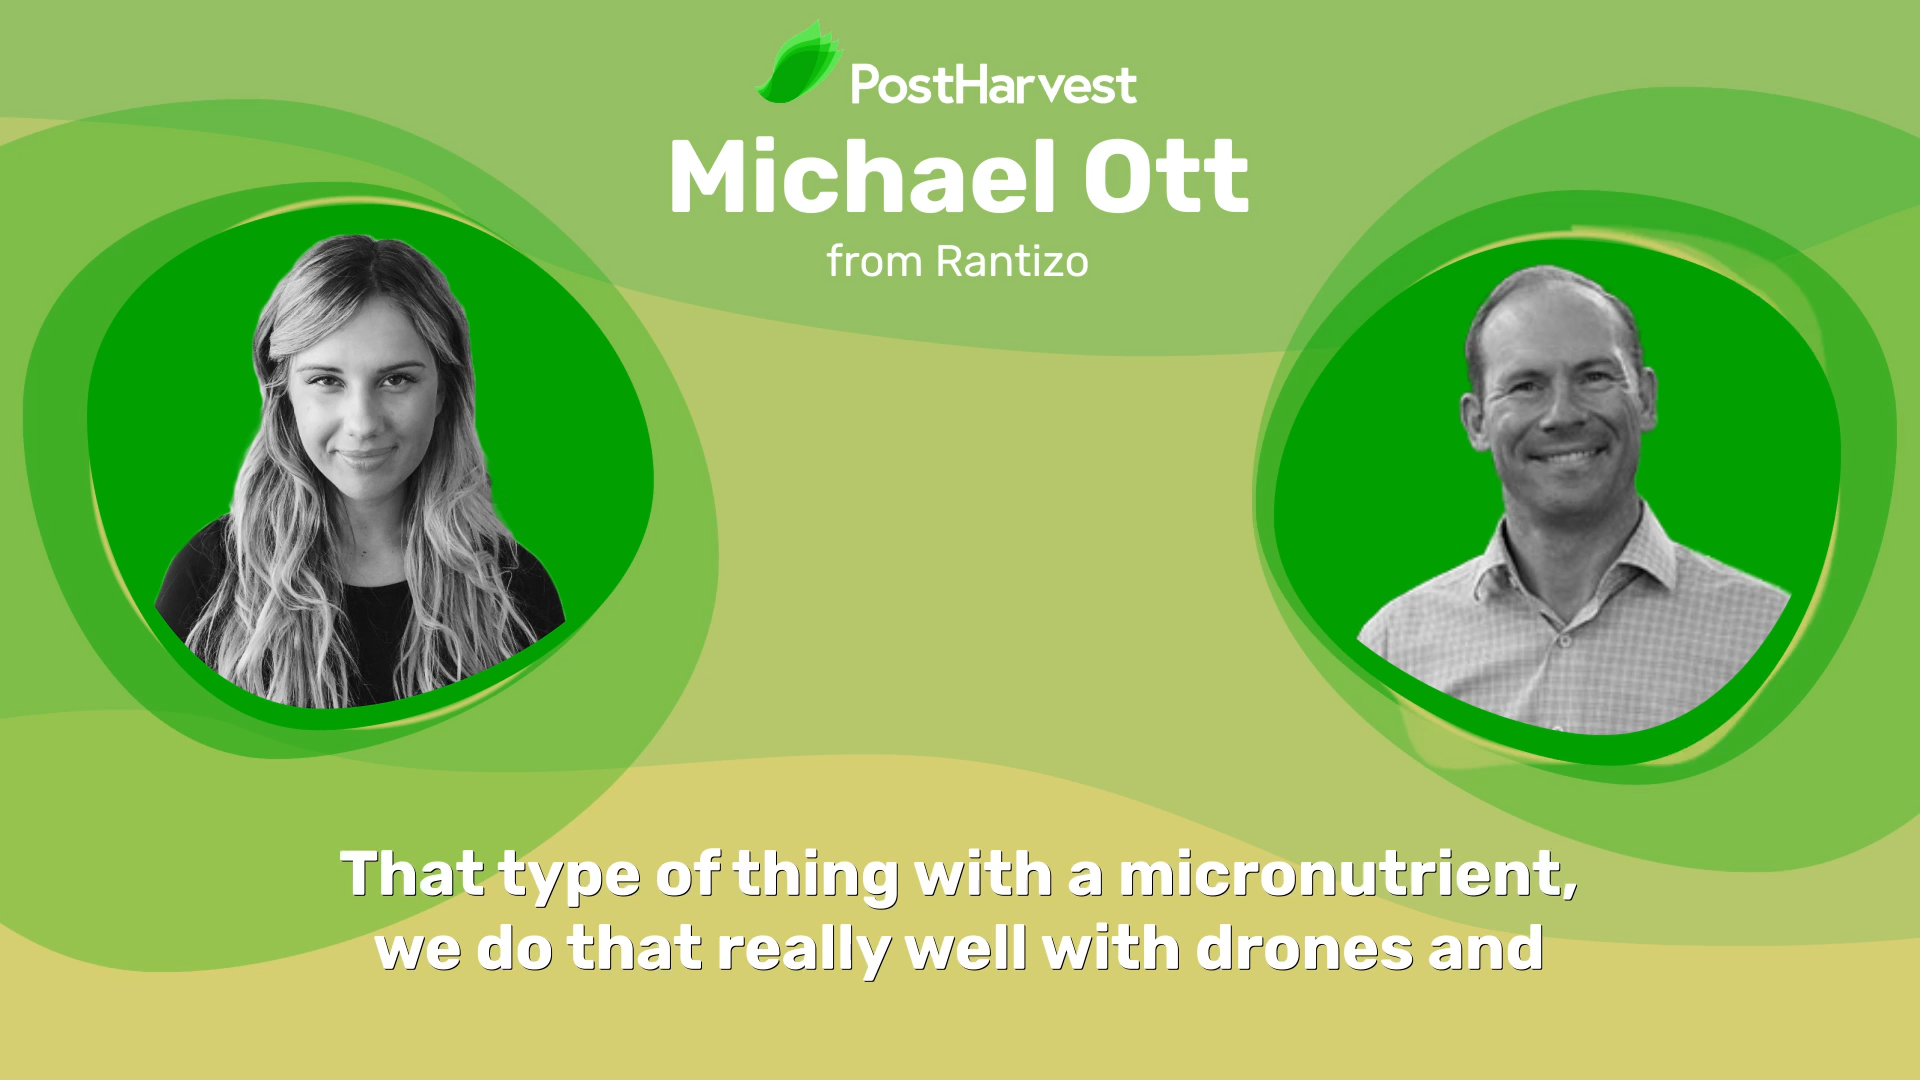 PostHarvest
Michael Ott
from Rantizo
That type of thing with a micronutrient,
we do that really well with drones and